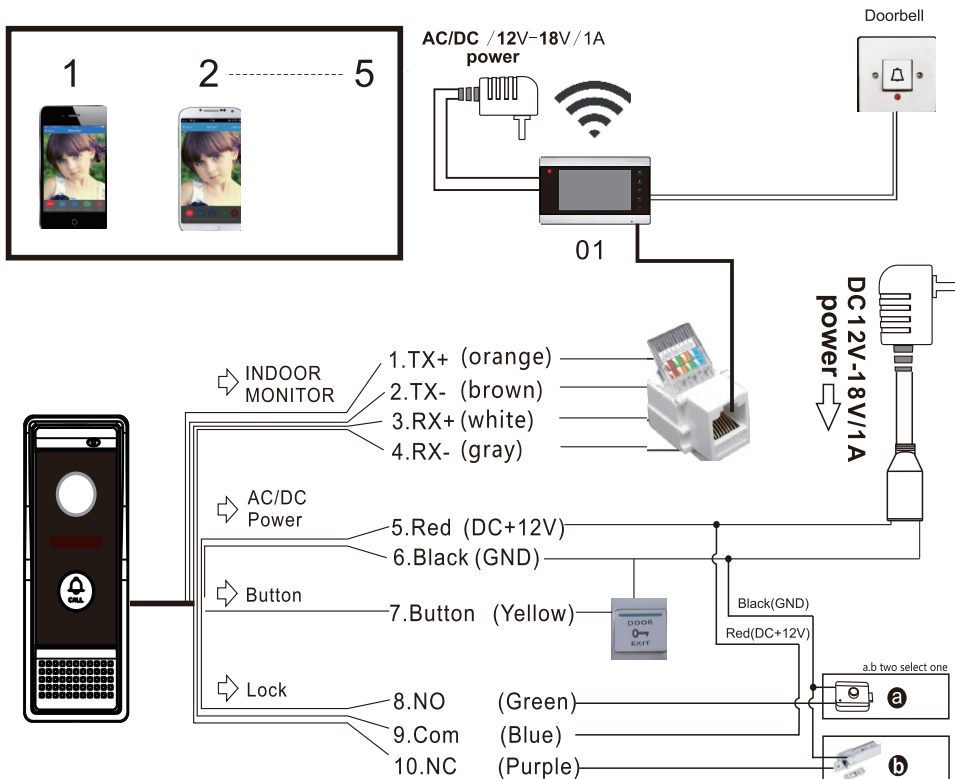 Doorbell
AC/DC /12V-18V/1A
power
1
2
5
01
DC12V-18V/1A
power
INDOOR
MONITOR
1.TX+ (orange)
2.TX- (brown)
3.RX+ (white)
4.RX- (gray)
AC/DC
Power
5.Red (DC+12V)
6.Black (GND)
Button
7.Button (Yellow)
DOOR
EXIT
Black(GND)
Red(DC+12V)
CALL
a.b two select one
Lock
8.NO (Green)
a
9.Com (Blue)
10.NC (Purple)
b